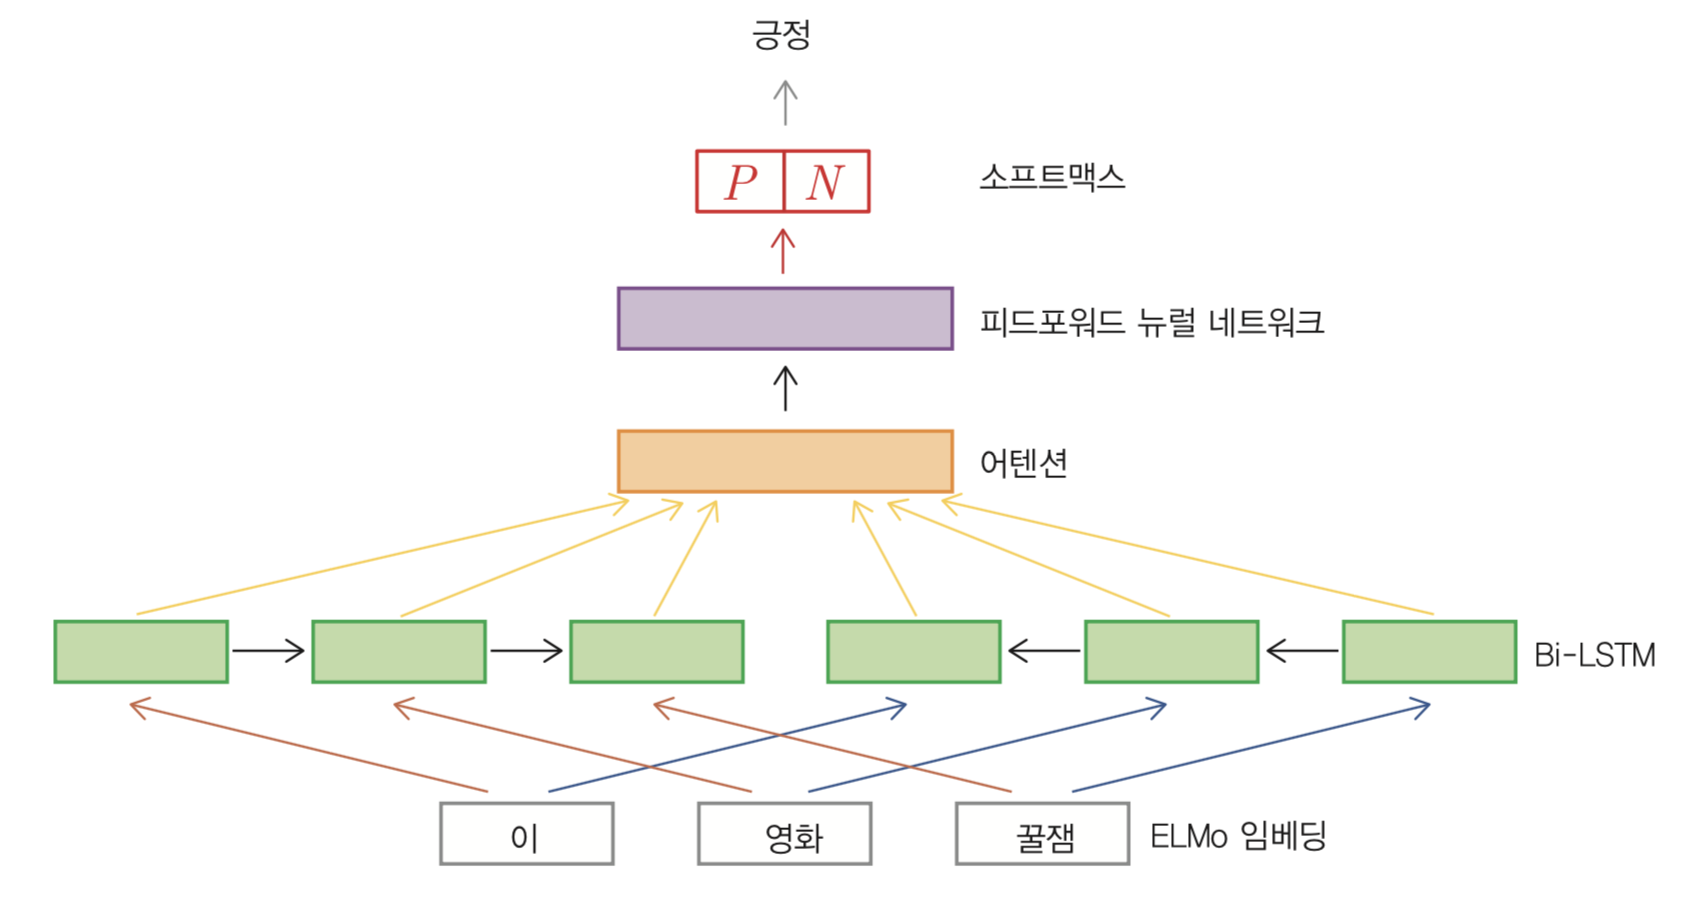 긍정
P N
소프트맥스
피드포워드 뉴럴 네트워크
어텐션
Bi-LSTM
이
영화
꿀잼
ELMo 임베딩